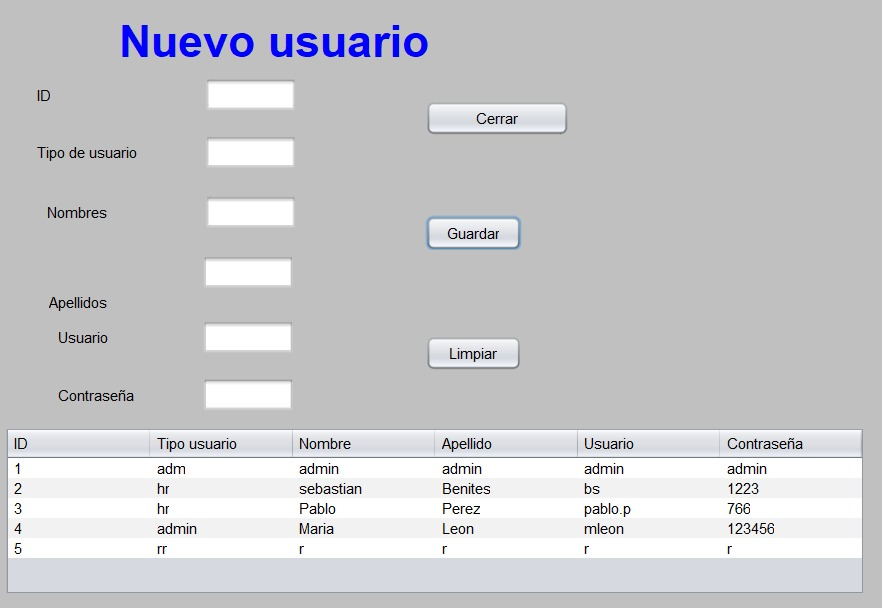 Nuevo usuario
ID
Cerrar
Tipo de usuario
Nombres
Guardar
Apellidos
Usuario
Limpiar
Contraseña
ID Tipo usuario Nombre Apellido Usuario Contraseña
1 adm admin admin admin admin
2 hr sebastian Benites bs 1223
3 hr Pablo Perez pablo.p 766
4 admin Maria Leon mleon 123456
5 rr r r r r